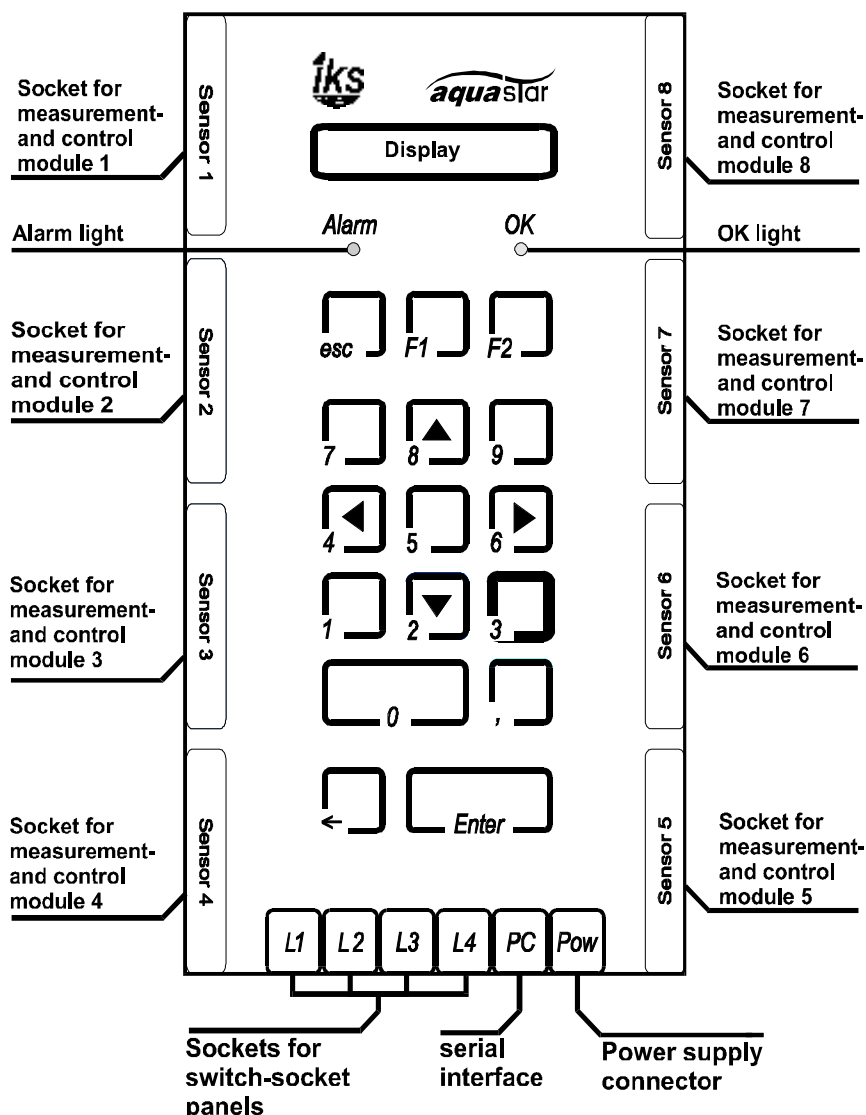 iks
aquastar
Display
Socket for
measurement-
and control
module 1
Sensor 1
Sensor 8
Socket for
measurement-
and control
module 8
Alarm light
Alarm
OK
OK light
Socket for
measurement-
and control
module 2
Sensor 2
Sensor 7
Socket for
measurement-
and control
module 7
esc F1 F2
7 8 9
4 5 6
1 2 3
0 ,
← Enter
Socket for
measurement-
and control
module 3
Sensor 3
Sensor 6
Socket for
measurement-
and control
module 6
Socket for
measurement-
and control
module 4
Sensor 4
Sensor 5
Socket for
measurement-
and control
module 5
L1 L2 L3 L4 PC Pow
Sockets for
switch-socket
panels
serial
interface
Power supply
connector